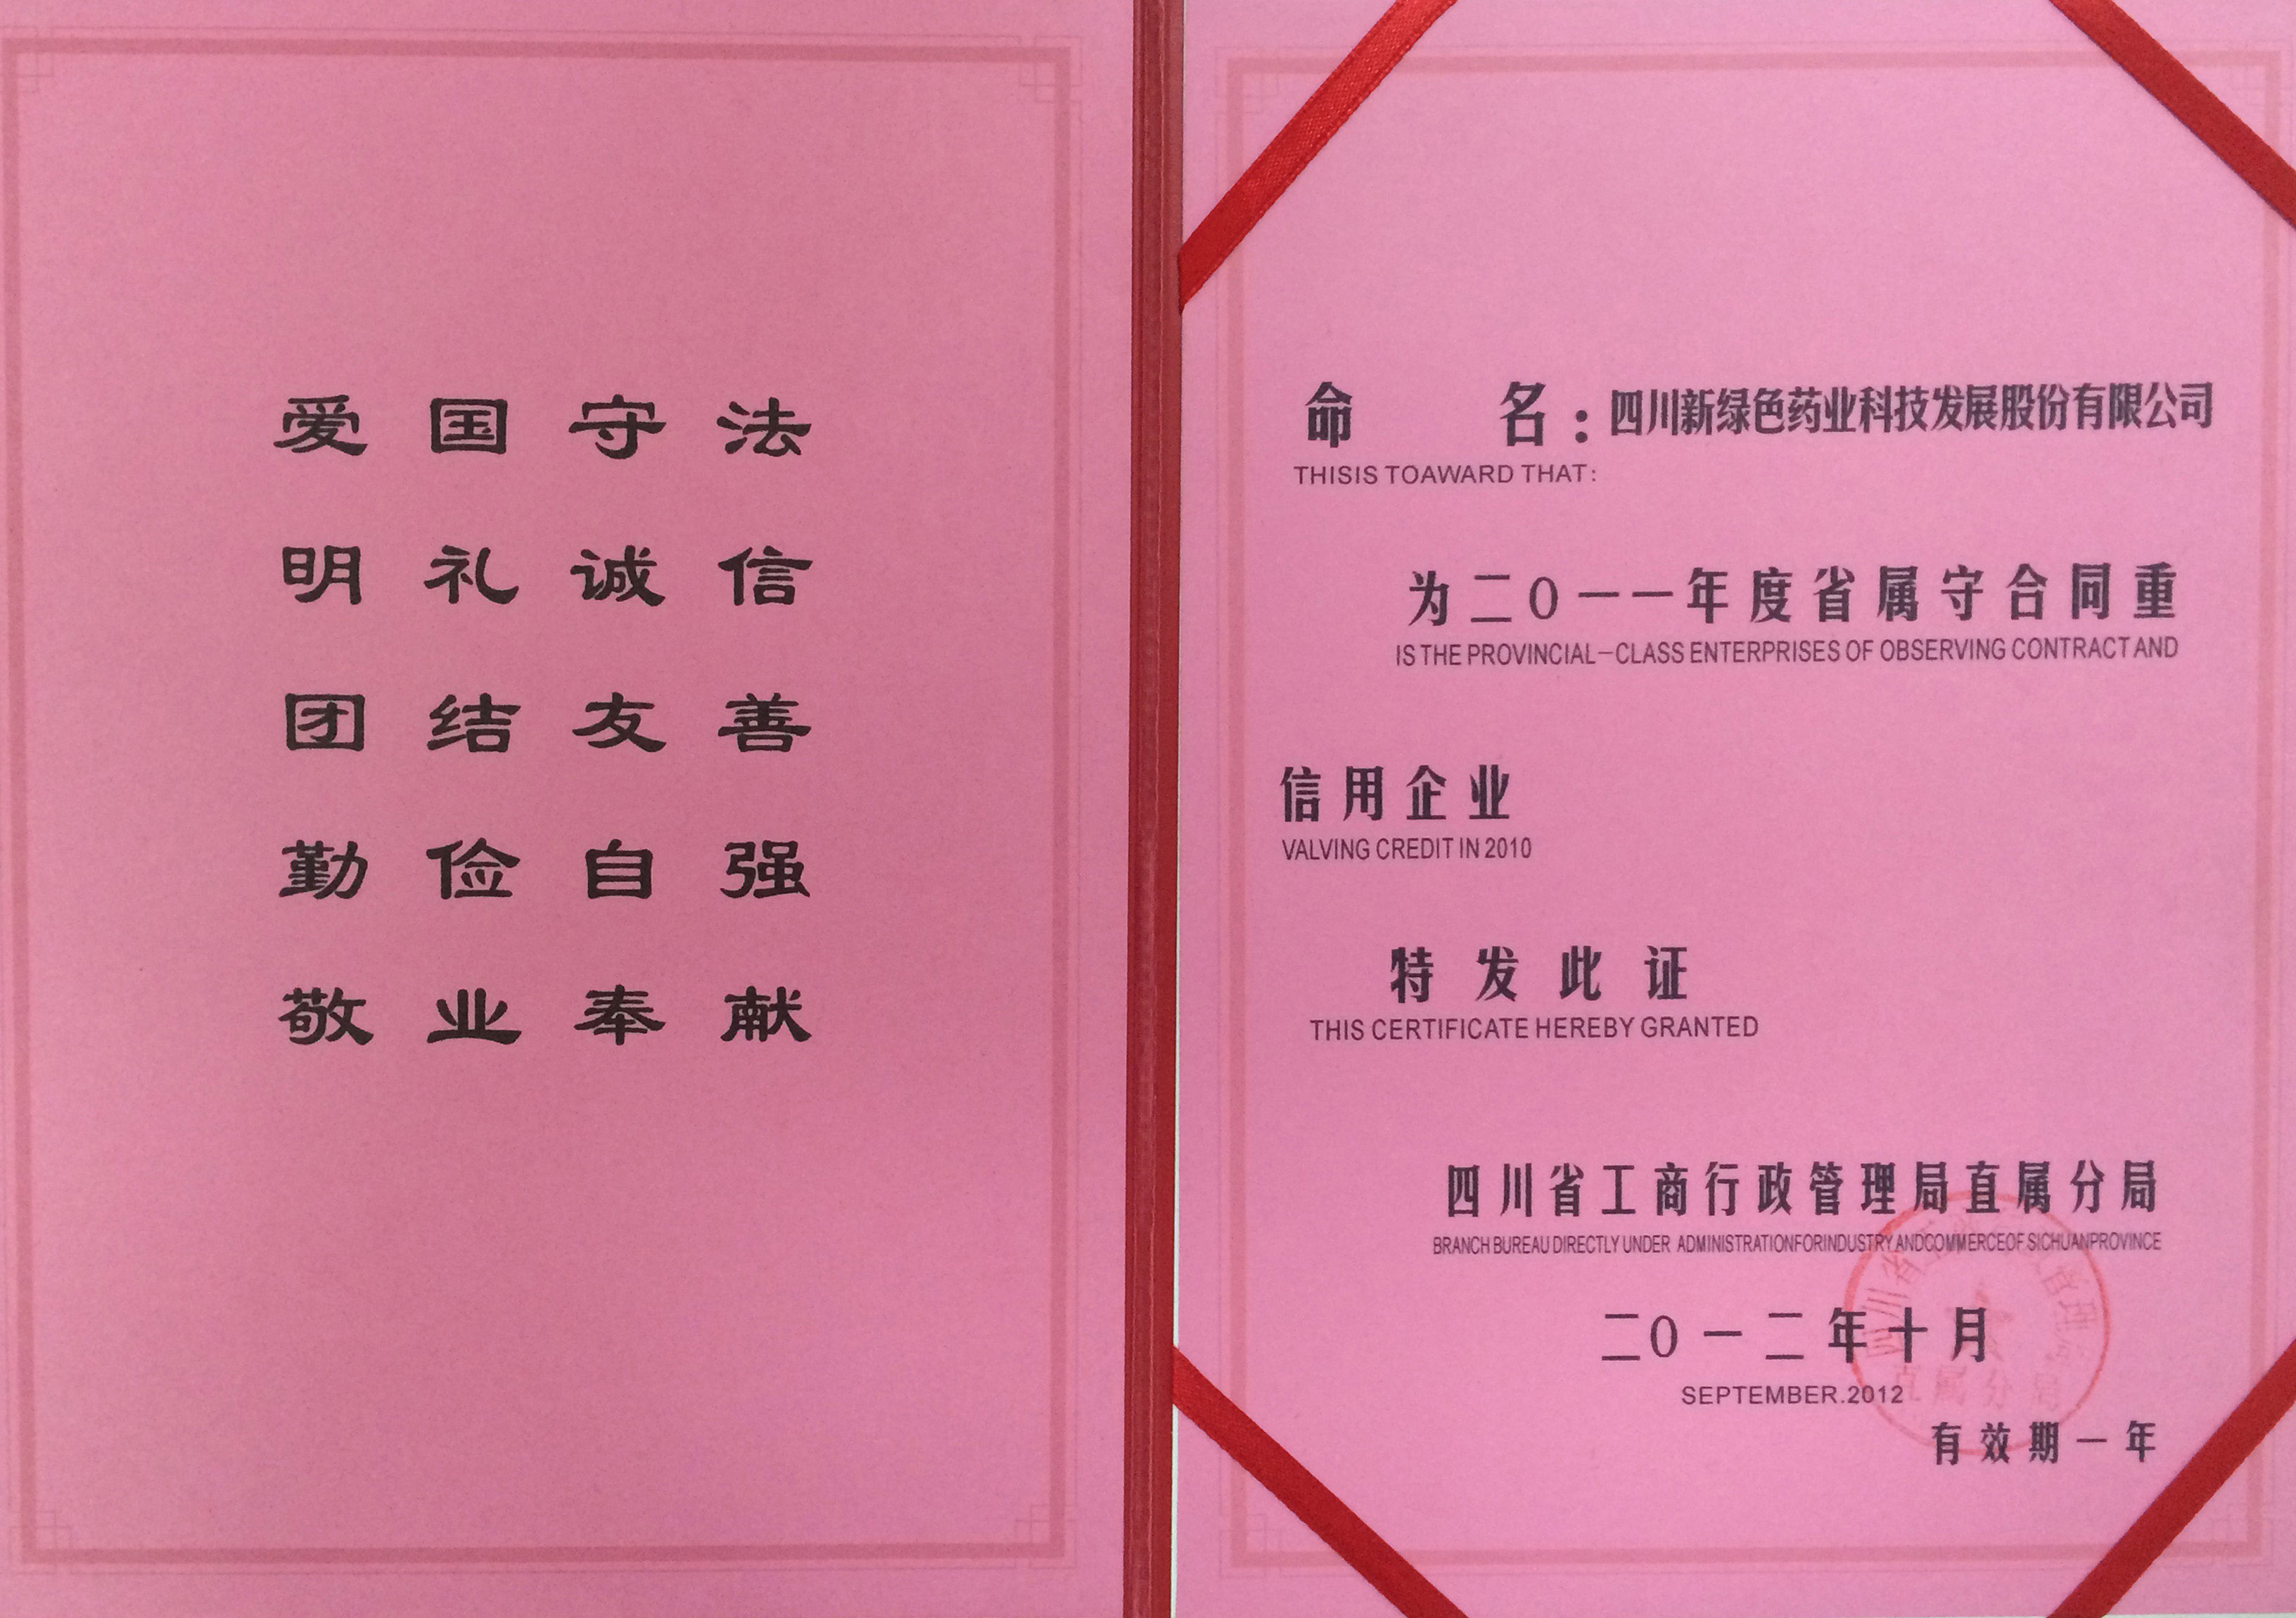 爱国守法
明礼诚信
团结友善
勤俭自强
敬业奉献
命名：四川新绿色药业科技发展股份有限公司
THISIS TOAWARD THAT:
为二0一一年度省属守合同重
IS THE PROVINCIAL-CLASS ENTERPRISES OF OBSERVING CONTRACT AND
信用企业
VALVING CREDIT IN 2010
特发此证
THIS CERTIFICATE HEREBY GRANTED
四川省工商行政管理局直属分局
BRANCH BUREAU DIRECTLY UNDER ADMINISTRATIONFORINDUSTRYANDCOMMERCEOF SICHUANPROVINCE
二0一二年十月
SEPTEMBER.2012
有效期一年
直属分局